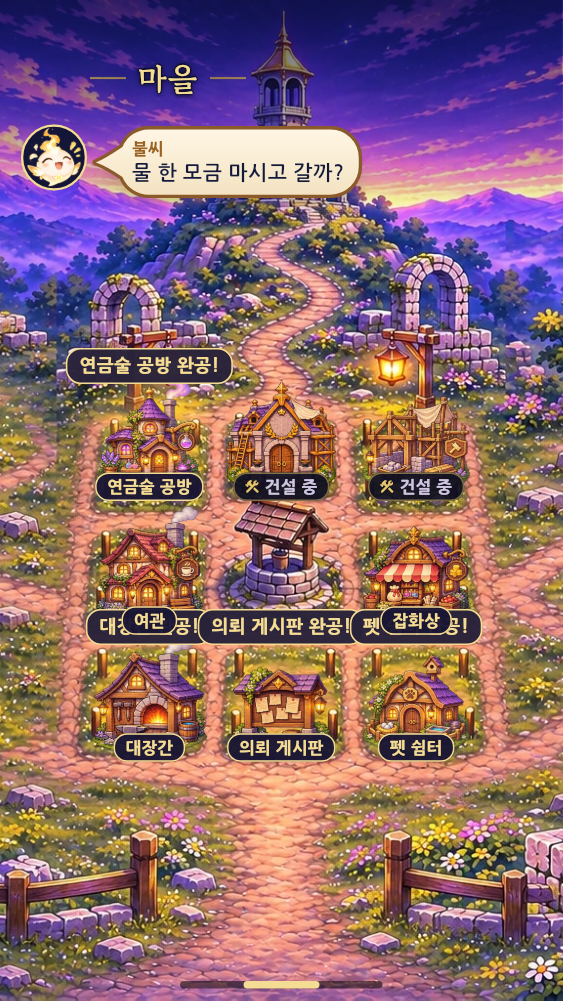 마을
불씨
물 한 모금 마시고 갈까?
연금술 공방 완공!
연금술 공방
건설 중
건설 중
여관
의뢰 게시판 완공!
잡화상
대장간
의뢰 게시판
펫 쉼터